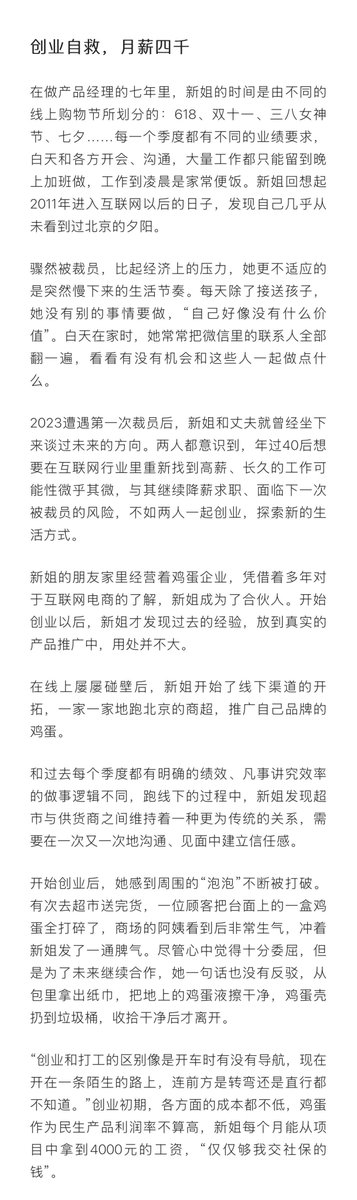 创业自救，月薪四千
在做产品经理的七年里，新姐的时间是由不同的
线上购物节所划分的：618、双十一、三八女神
节、七夕……每一个季度都有不同的业绩要求，
白天和各方开会、沟通，大量工作都只能留到晚
上加班做，工作到凌晨是家常便饭。新姐回想起
2011年进入互联网以后的日子，发现自己几乎从
未看到过北京的夕阳。
骤然被裁员，比起经济上的压力，她更不适应的
是突然慢下来的生活节奏。每天除了接送孩子，
她没有别的事情要做，“自己好像没有什么价
值”。白天在家时，她常常把微信里的联系人全部
翻一遍，看看有没有机会和这些人一起做点什
么。
2023遭遇第一次裁员后，新姐和丈夫就曾经坐下
来谈过未来的方向。两人都意识到，年过40后想
要在互联网行业里重新找到高薪、长久的工作可
能性微乎其微，与其继续降薪求职、面临下一次
被裁员的风险，不如两人一起创业，探索新的生
活方式。
新姐的朋友家里经营着鸡蛋企业，凭借着多年对
于互联网电商的了解，新姐成为了合伙人。开始
创业以后，新姐才发现过去的经验，放到真实的
产品推广中，用处并不大。
在线上屡屡碰壁后，新姐开始了线下渠道的开
拓，一家一家地跑北京的商超，推广自己品牌的
鸡蛋。
和过去每个季度都有明确的绩效、凡事讲究效率
的做事逻辑不同，跑线下的过程中，新姐发现超
市与供货商之间维持着一种更为传统的关系，需
要在一次又一次地沟通、见面中建立信任感。
开始创业后，她感到周围的“泡泡”不断被打破。
有次去超市送完货，一位顾客把台面上的一盒鸡
蛋全打碎了，商场的阿姨看到后非常生气，冲着
新姐发了一通脾气。尽管心中觉得十分委屈，但
是为了未来继续合作，她一句话也没有反驳，从
包里拿出纸巾，把地上的鸡蛋液擦干净，鸡蛋壳
扔到垃圾桶，收拾干净后才离开。
“创业和打工的区别像是开车时有没有导航，现在
开在一条陌生的路上，连前方是转弯还是直行都
不知道。”创业初期，各方面的成本都不低，鸡蛋
作为民生产品利润率不算高，新姐每个月能从项
目中拿到4000元的工资，“仅仅够我交社保的
钱”。